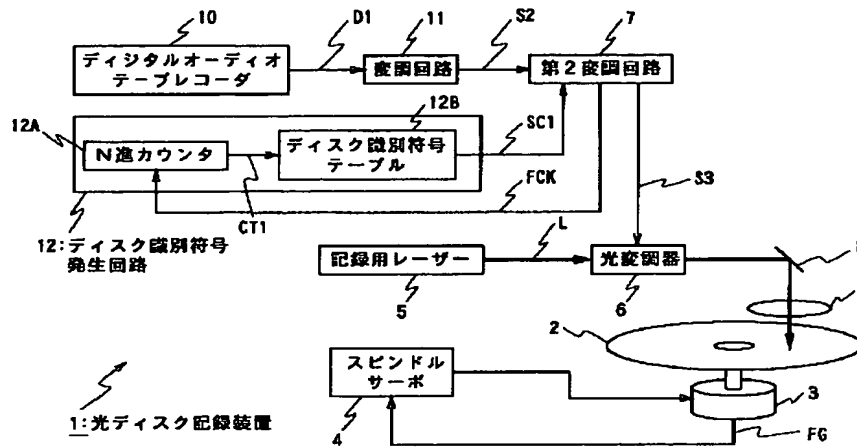 10
D1
11
S2
7
ディジタルオーディオ
テープレコーダ
変調回路
第2変調回路
12A
12B
N進カウンタ
ディスク識別符号
テーブル
SC1
FCK
S3
CT1
12:ディスク識別符号
発生回路
L
記録用レーザー
光変調器
5
6
2
スピンドル
サーボ
3
4
FG
1:光ディスク記録装置